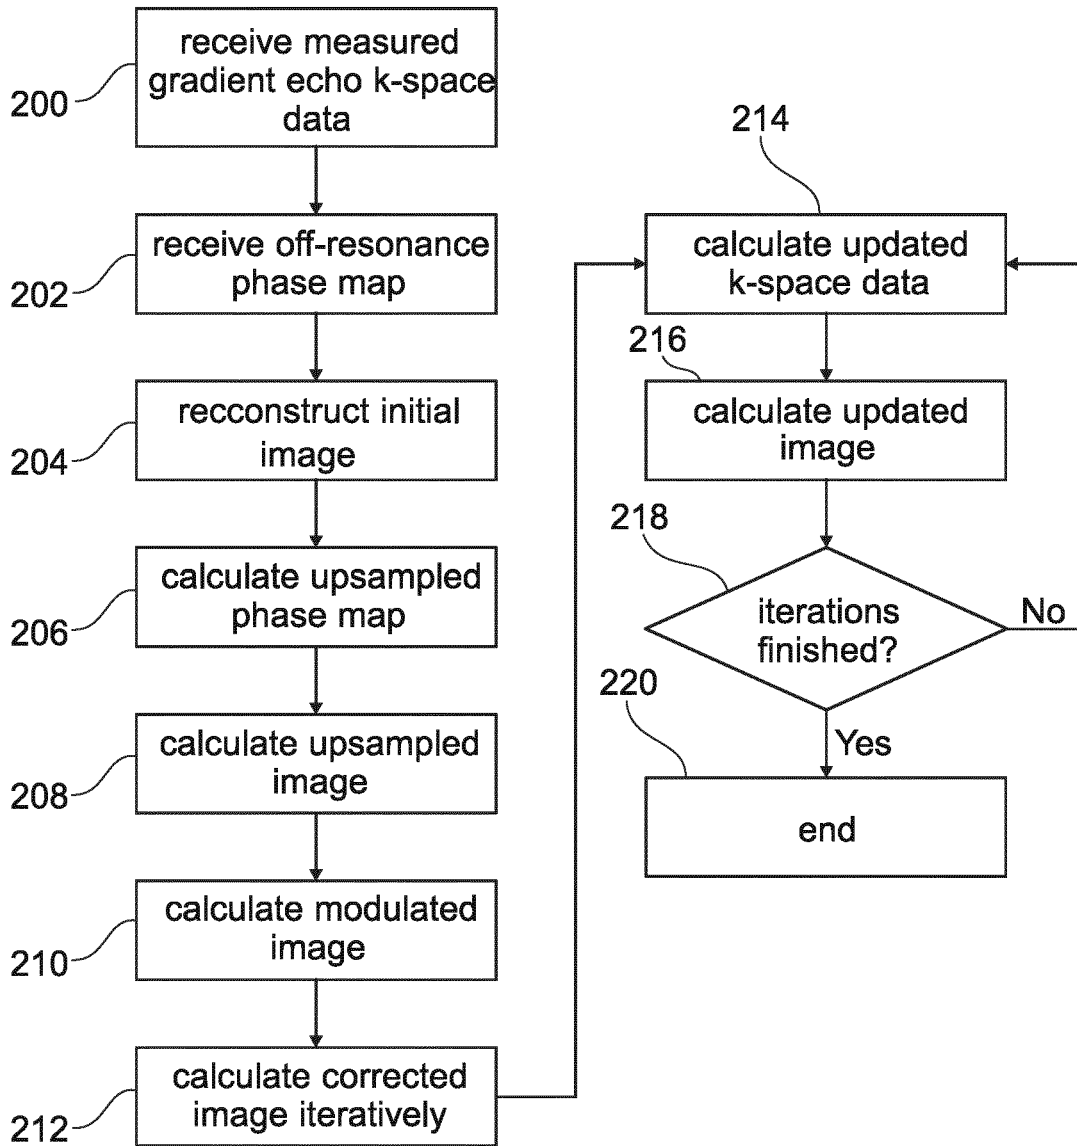 receive measured
gradient echo k-space
data
200
receive off-resonance
phase map
202
recconstruct initial
image
204
calculate upsampled
phase map
206
calculate upsampled
image
208
calculate modulated
image
210
calculate corrected
image iteratively
212
214
calculate updated
k-space data
216
calculate updated
image
218
iterations
finished?
No
Yes
220
end